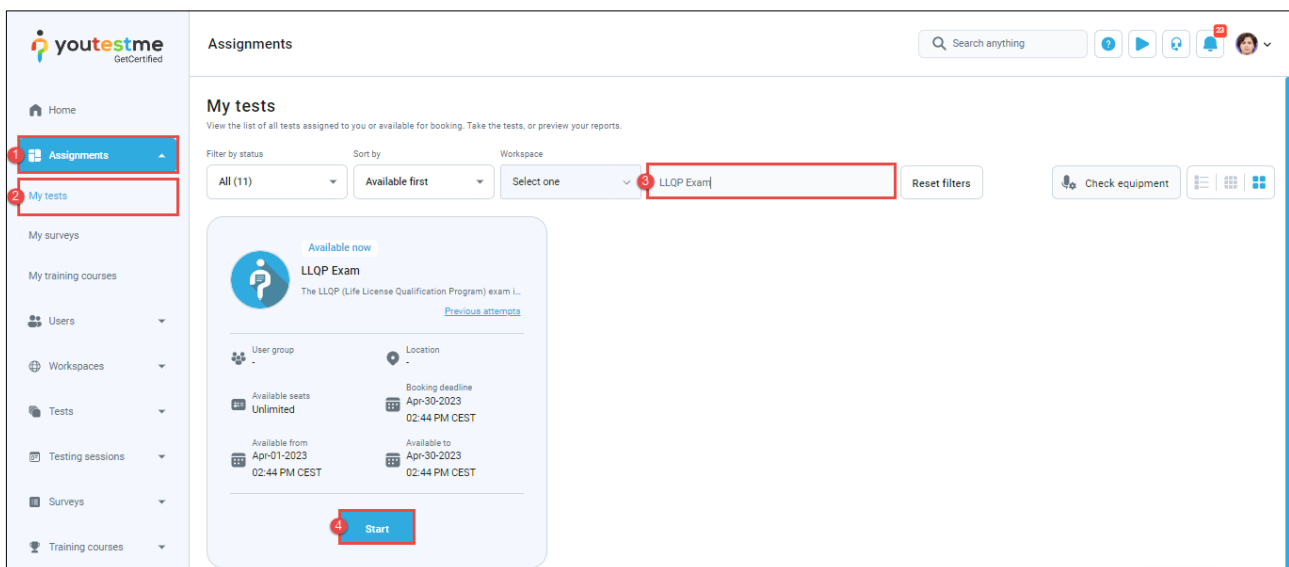 youtestme
GetCertified
Assignments
Search anything
?
23
Home
1 Assignments
2 My tests
My surveys
My training courses
Users
Workspaces
Tests
Testing sessions
Surveys
Training courses
My tests
View the list of all tests assigned to you or available for booking. Take the tests, or preview your reports.
Filter by status Sort by Workspace
All (11) Available first Select one 3 LLQP Exam Reset filters Check equipment
Available now
LLQP Exam
The LLQP (Life License Qualification Program) exam i...
Previous attempts
User group
-
Location
-
Available seats
Unlimited
Booking deadline
Apr-30-2023
02:44 PM CEST
Available from
Apr-01-2023
02:44 PM CEST
Available to
Apr-30-2023
02:44 PM CEST
4 Start